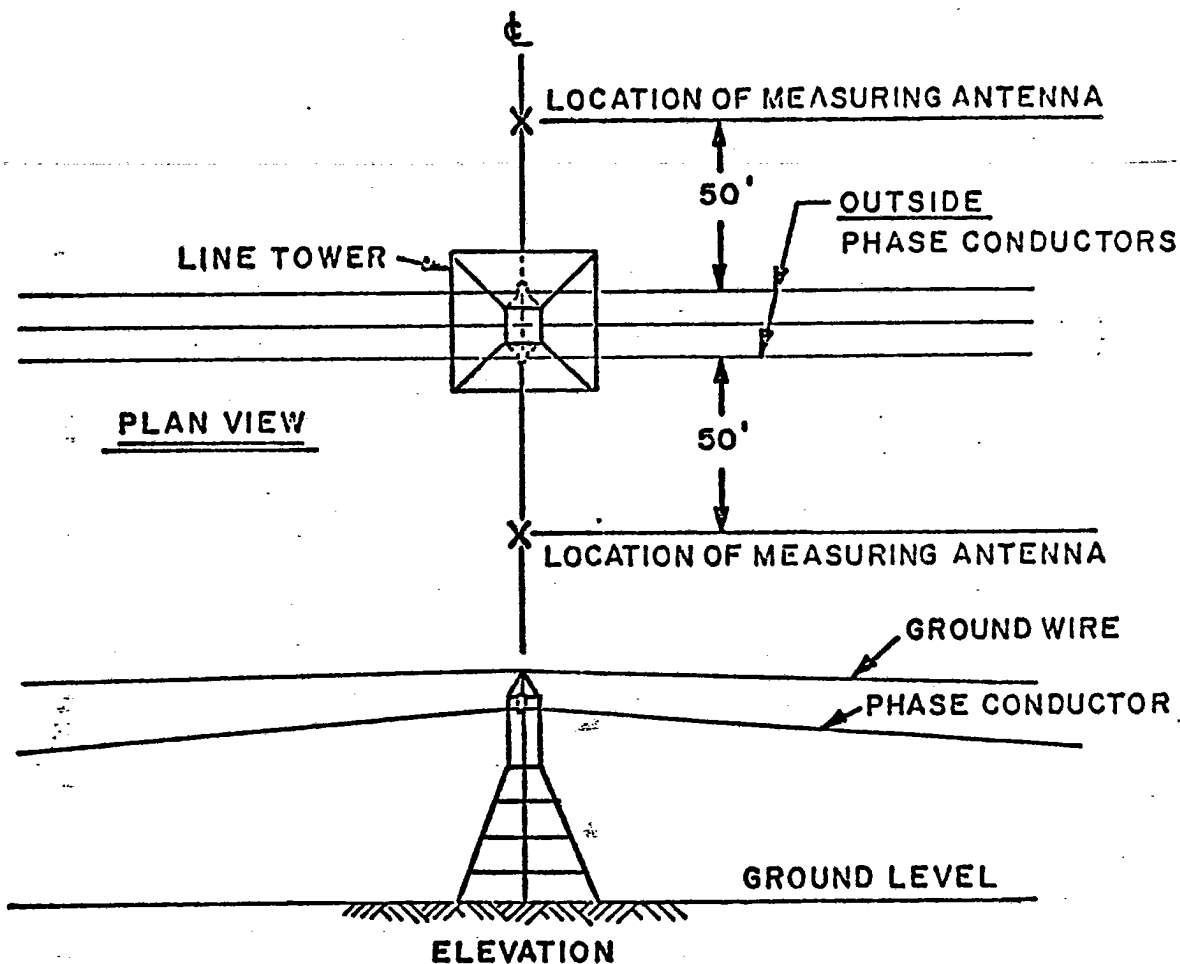 ℄
LOCATION OF MEASURING ANTENNA
50'
OUTSIDE
PHASE CONDUCTORS
LINE TOWER
PLAN VIEW
50'
LOCATION OF MEASURING ANTENNA
GROUND WIRE
PHASE CONDUCTOR
GROUND LEVEL
ELEVATION